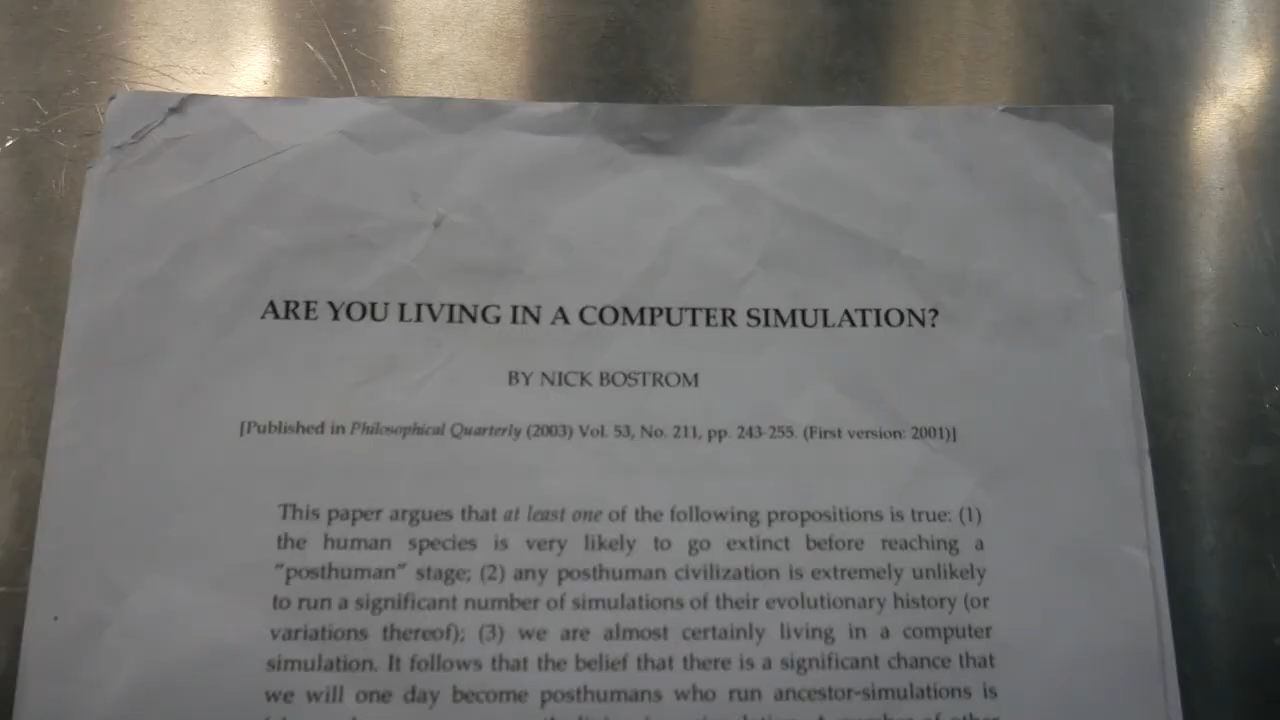 ARE YOU LIVING IN A COMPUTER SIMULATION?
BY NICK BOSTROM
[Published in Philosophical Quarterly (2003) Vol. 53, No. 211, pp. 243-255. (First version: 2001)]
This paper argues that at least one of the following propositions is true: (1)
the human species is very likely to go extinct before reaching a
"posthuman" stage; (2) any posthuman civilization is extremely unlikely
to run a significant number of simulations of their evolutionary history (or
variations thereof); (3) we are almost certainly living in a computer
simulation. It follows that the belief that there is a significant chance that
we will one day become posthumans who run ancestor-simulations is